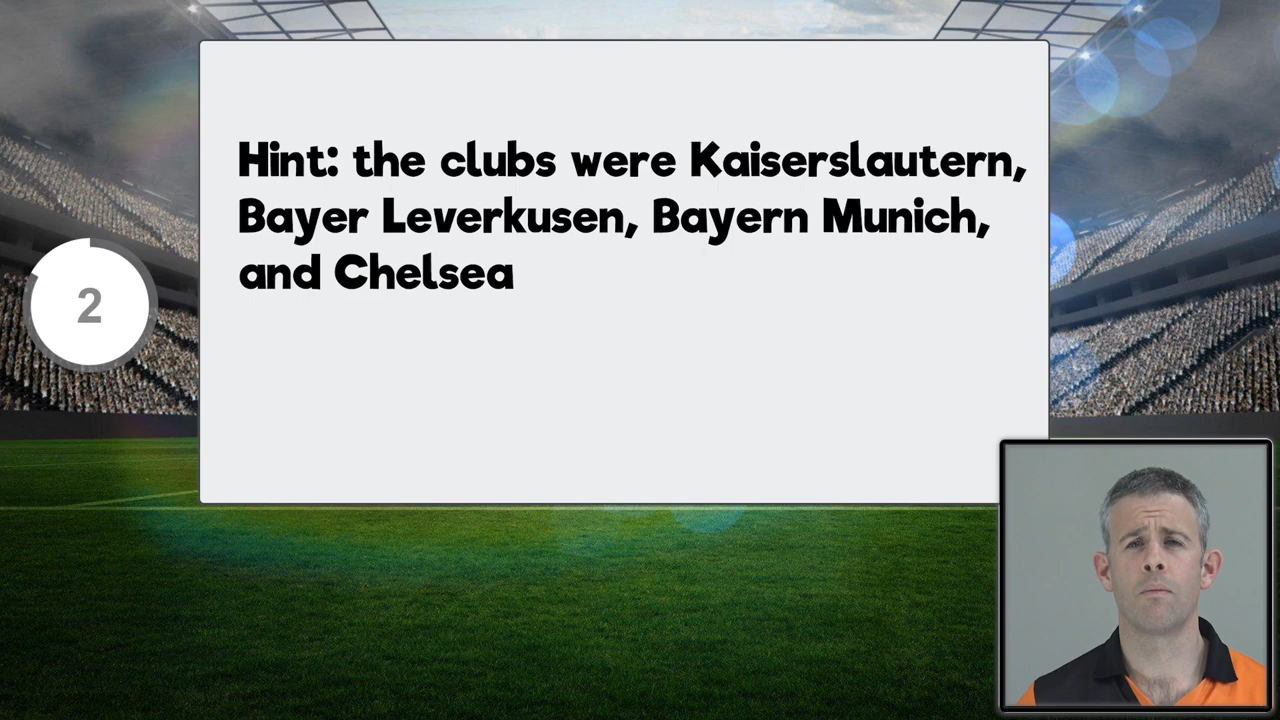 Hint: the clubs were Kaiserslautern,
Bayer Leverkusen, Bayern Munich,
and Chelsea
2